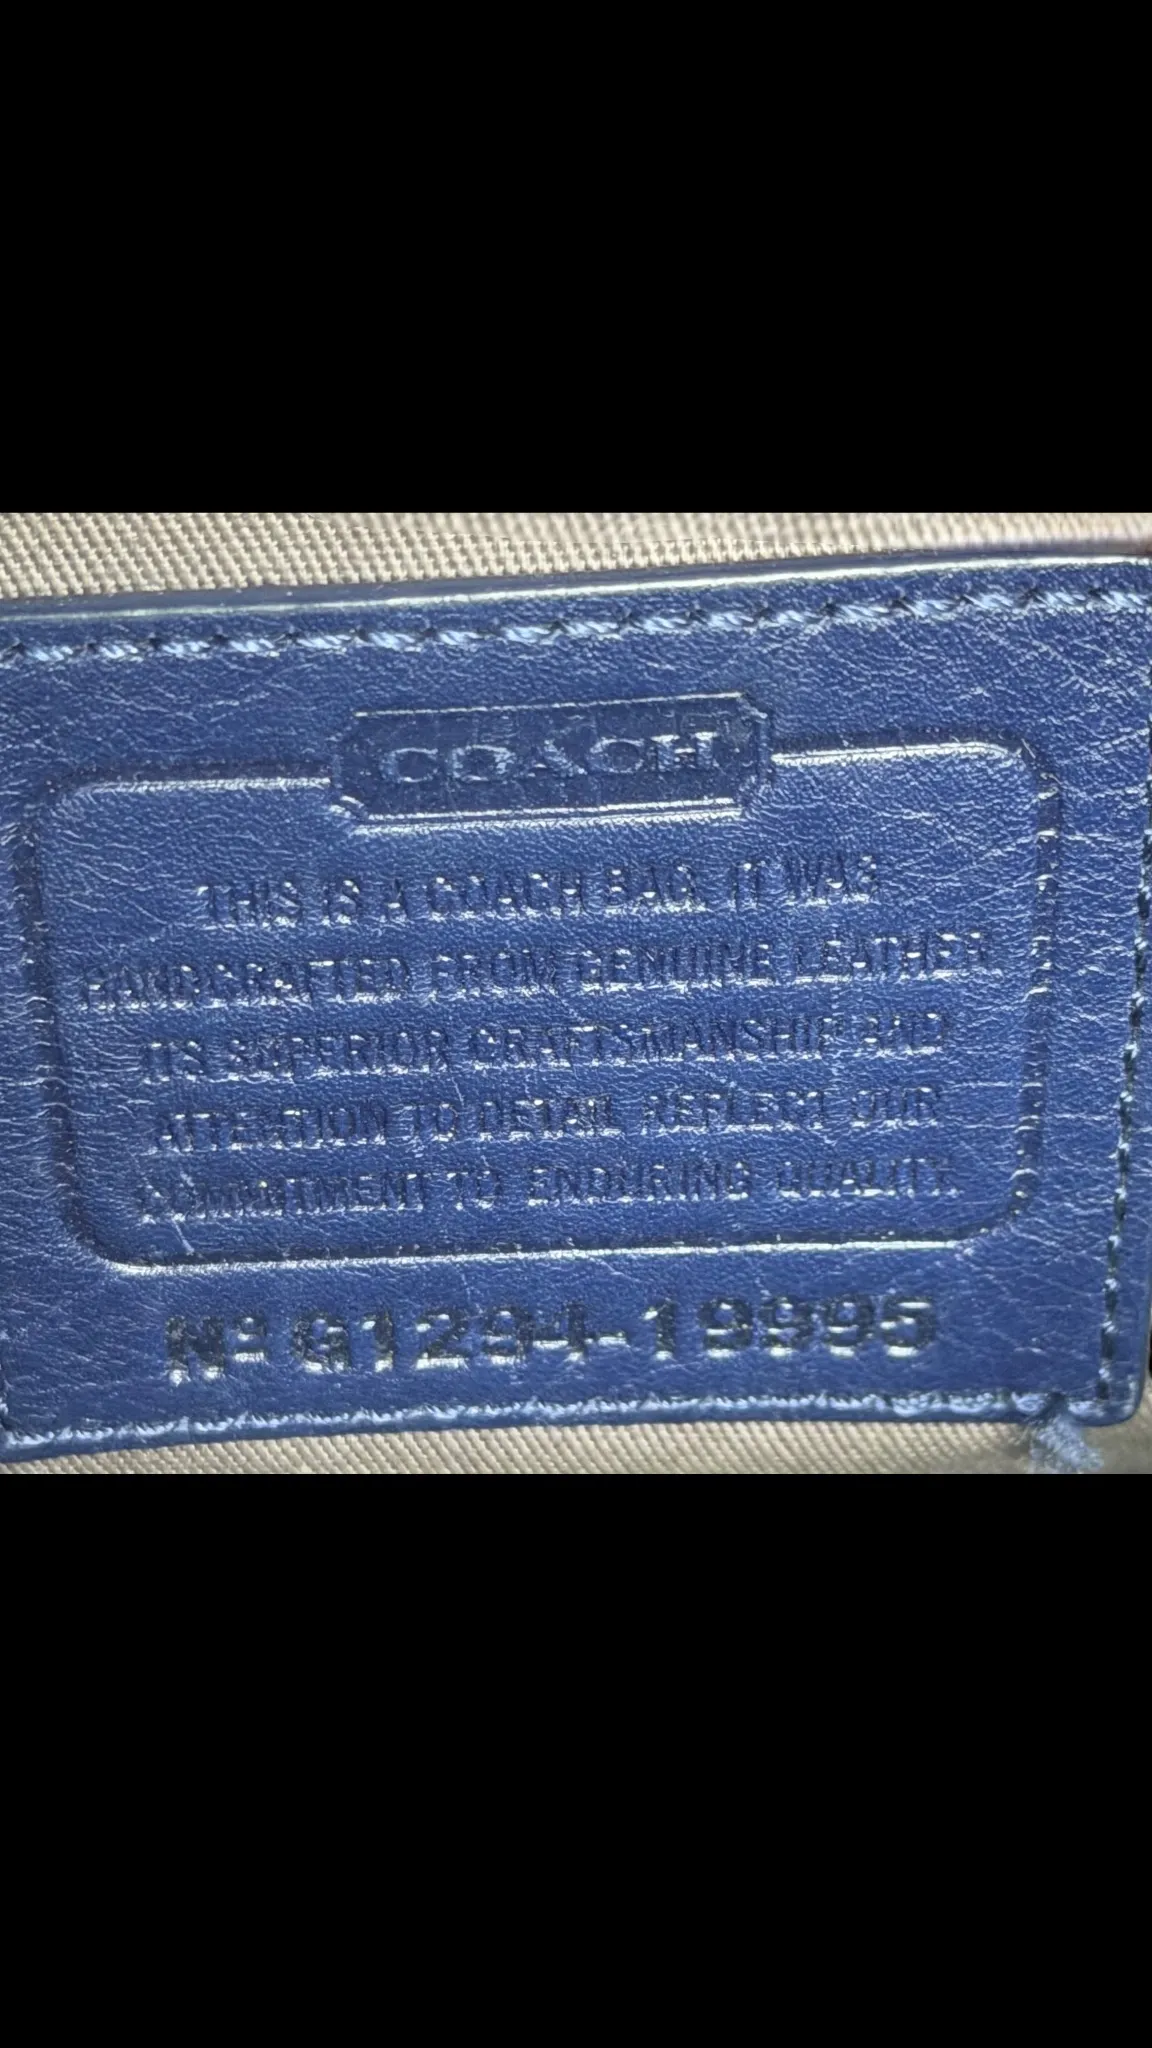 COACH
THIS IS A COACH BAG. IT WAS
HANDCRAFTED FROM GENUINE LEATHER
ITS SUPERIOR CRAFTSMANSHIP AND
ATTENTION TO DETAIL REFLECT OUR
COMMITMENT TO ENDURING QUALITY.
Nº G1294-19995